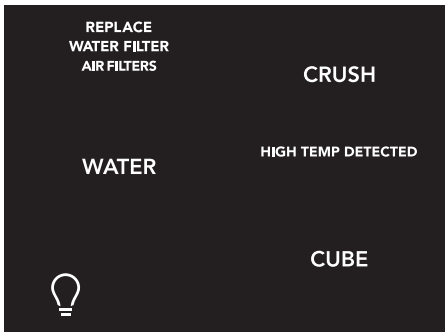 REPLACE
WATER FILTER
AIR FILTERS
CRUSH
WATER
HIGH TEMP DETECTED
CUBE